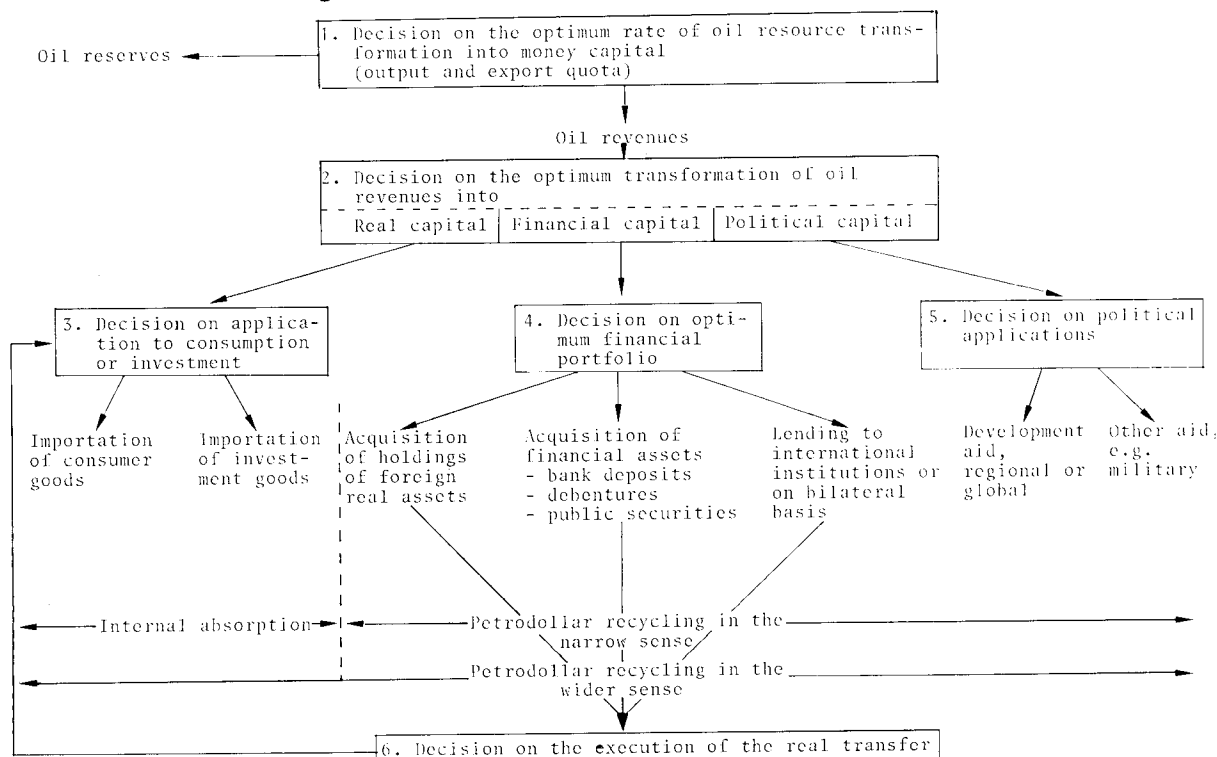 1. Decision on the optimum rate of oil resource trans-
formation into money capital
(output and export quota)
Oil reserves
Oil revenues
2. Decision on the optimum transformation of oil
revenues into
Real capital
Financial capital
Political capital
3. Decision on applica-
tion to consumption
or investment
4. Decision on opti-
mum financial
portfolio
5. Decision on political
applications
Importation
of consumer
goods
Importation
of invest-
ment goods
Acquisition
of holdings
of foreign
real assets
Acquisition of
financial assets
- bank deposits
- debentures
- public securities
Lending to
international
institutions or
on bilateral
basis
Development
aid,
regional or
global
Other aid,
e.g.
military
Internal absorption
Petrodollar recycling in the
narrow sense
Petrodollar recycling in the
wider sense
6. Decision on the execution of the real transfer